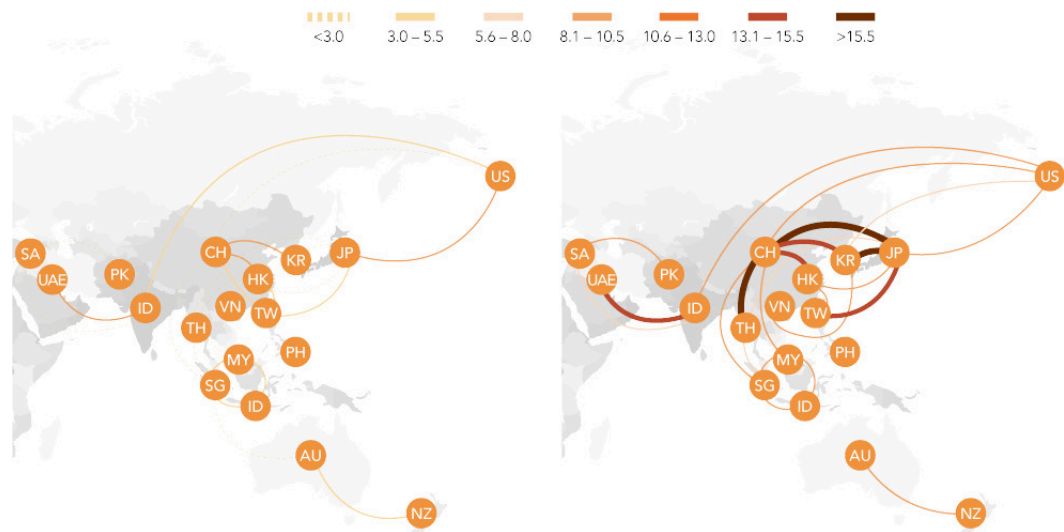 <3.0
3.0 – 5.5
5.6 – 8.0
8.1 – 10.5
10.6 – 13.0
13.1 – 15.5
>15.5
US
SA
UAE
PK
ID
CH
KR
JP
HK
VN
TW
TH
MY
PH
SG
ID
AU
NZ
US
SA
UAE
PK
ID
CH
KR
JP
HK
VN
TW
TH
MY
PH
SG
ID
AU
NZ